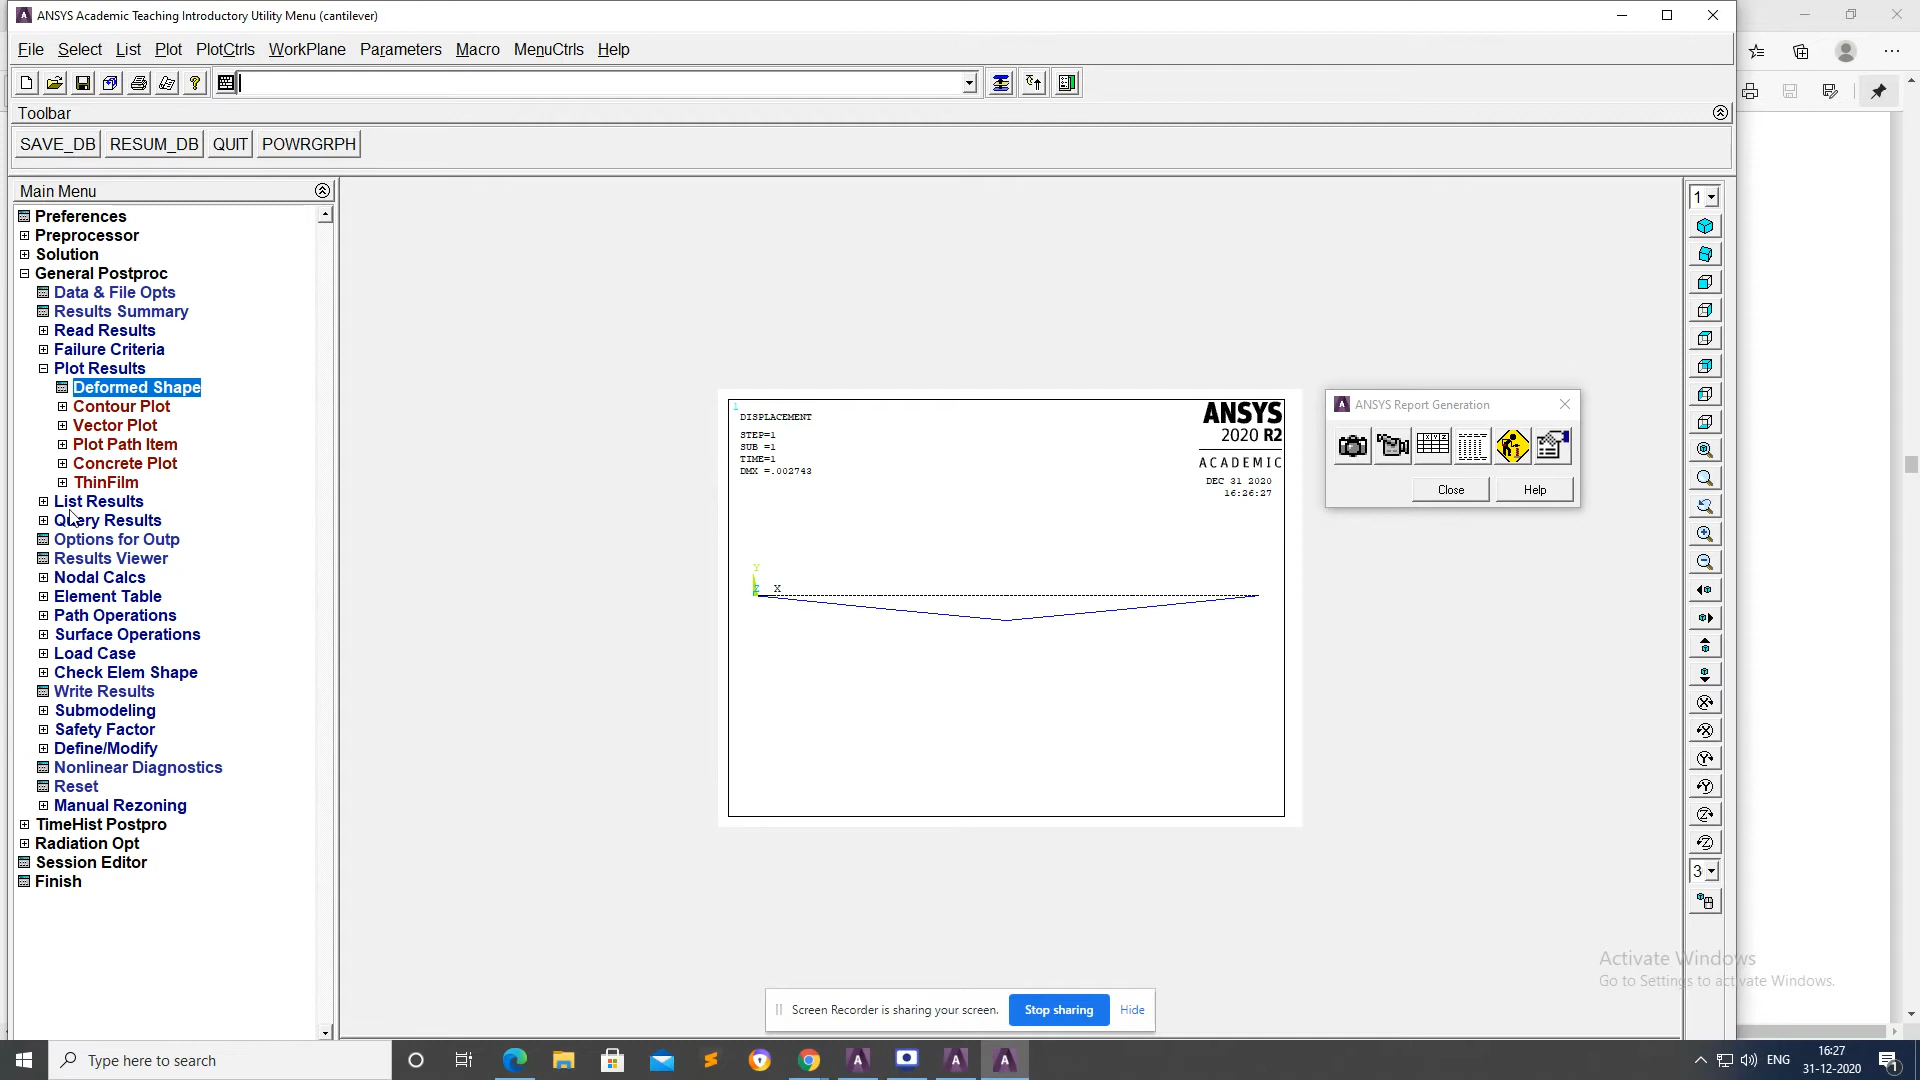 ANSYS Academic Teaching Introductory Utility Menu (cantilever)
File Select List Plot PlotCtrls WorkPlane Parameters Macro MenuCtrls Help
Toolbar
SAVE_DB RESUM_DB QUIT POWRGRPH
Main Menu
Preferences
Preprocessor
Solution
General Postproc
Data & File Opts
Results Summary
Read Results
Failure Criteria
Plot Results
Deformed Shape
Contour Plot
Vector Plot
Plot Path Item
Concrete Plot
ThinFilm
List Results
Query Results
Options for Outp
Results Viewer
Nodal Calcs
Element Table
Path Operations
Surface Operations
Load Case
Check Elem Shape
Write Results
Submodeling
Safety Factor
Define/Modify
Nonlinear Diagnostics
Reset
Manual Rezoning
TimeHist Postpro
Radiation Opt
Session Editor
Finish
1
DISPLACEMENT
STEP=1
SUB =1
TIME=1
DMX =.002743
ANSYS
2020 R2
ACADEMIC
DEC 31 2020
16:26:27
Y
Z X
ANSYS Report Generation
Close Help
1
3
Activate Windows
Go to Settings to activate Windows.
Screen Recorder is sharing your screen. Stop sharing Hide
Type here to search
ENG
16:27
31-12-2020
1